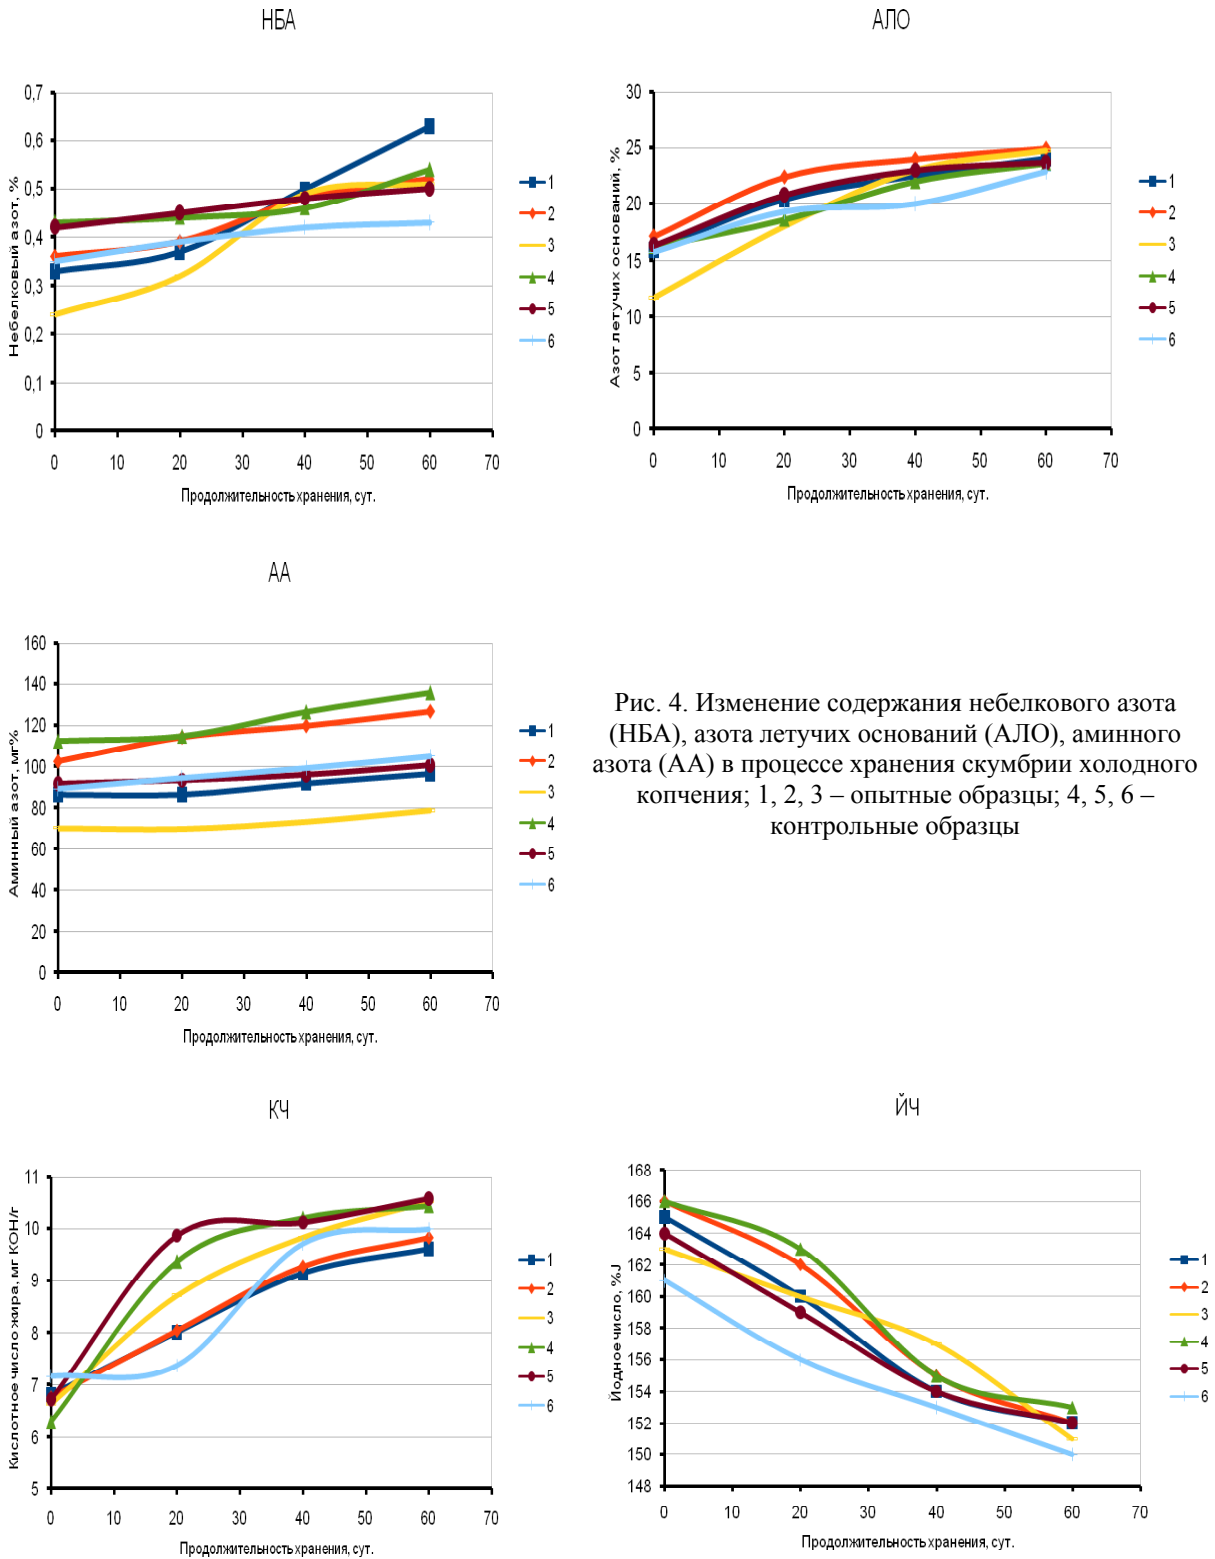 НБА
0,7
0,6
0,5
0,4
0,3
0,2
0,1
0
Небелковый азот, %
0 10 20 30 40 50 60 70
Продолжительность хранения, сут.
1
2
3
4
5
6
АЛО
30
25
20
15
10
5
0
Азот летучих оснований, %
0 10 20 30 40 50 60 70
Продолжительность хранения, сут.
1
2
3
4
5
6
АА
160
140
120
100
80
60
40
20
0
Аминный азот, мг%
0 10 20 30 40 50 60 70
Продолжительность хранения, сут.
1
2
3
4
5
6
Рис. 4. Изменение содержания небелкового азота
(НБА), азота летучих оснований (АЛО), аминного
азота (АА) в процессе хранения скумбрии холодного
копчения; 1, 2, 3 – опытные образцы; 4, 5, 6 –
контрольные образцы
КЧ
11
10
9
8
7
6
5
Кислотное число жира, мг КОН/г
0 10 20 30 40 50 60 70
Продолжительность хранения, сут.
1
2
3
4
5
6
ЙЧ
168
166
164
162
160
158
156
154
152
150
148
Йодное число, %J
0 10 20 30 40 50 60 70
Продолжительность хранения, сут.
1
2
3
4
5
6